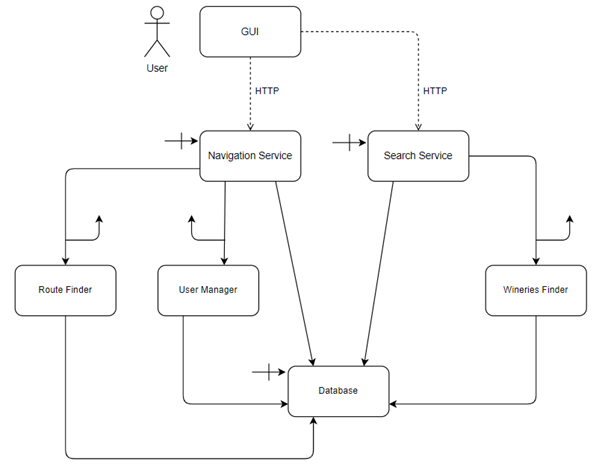 GUI
User
HTTP
HTTP
Navigation Service
Search Service
Route Finder
User Manager
Wineries Finder
Database